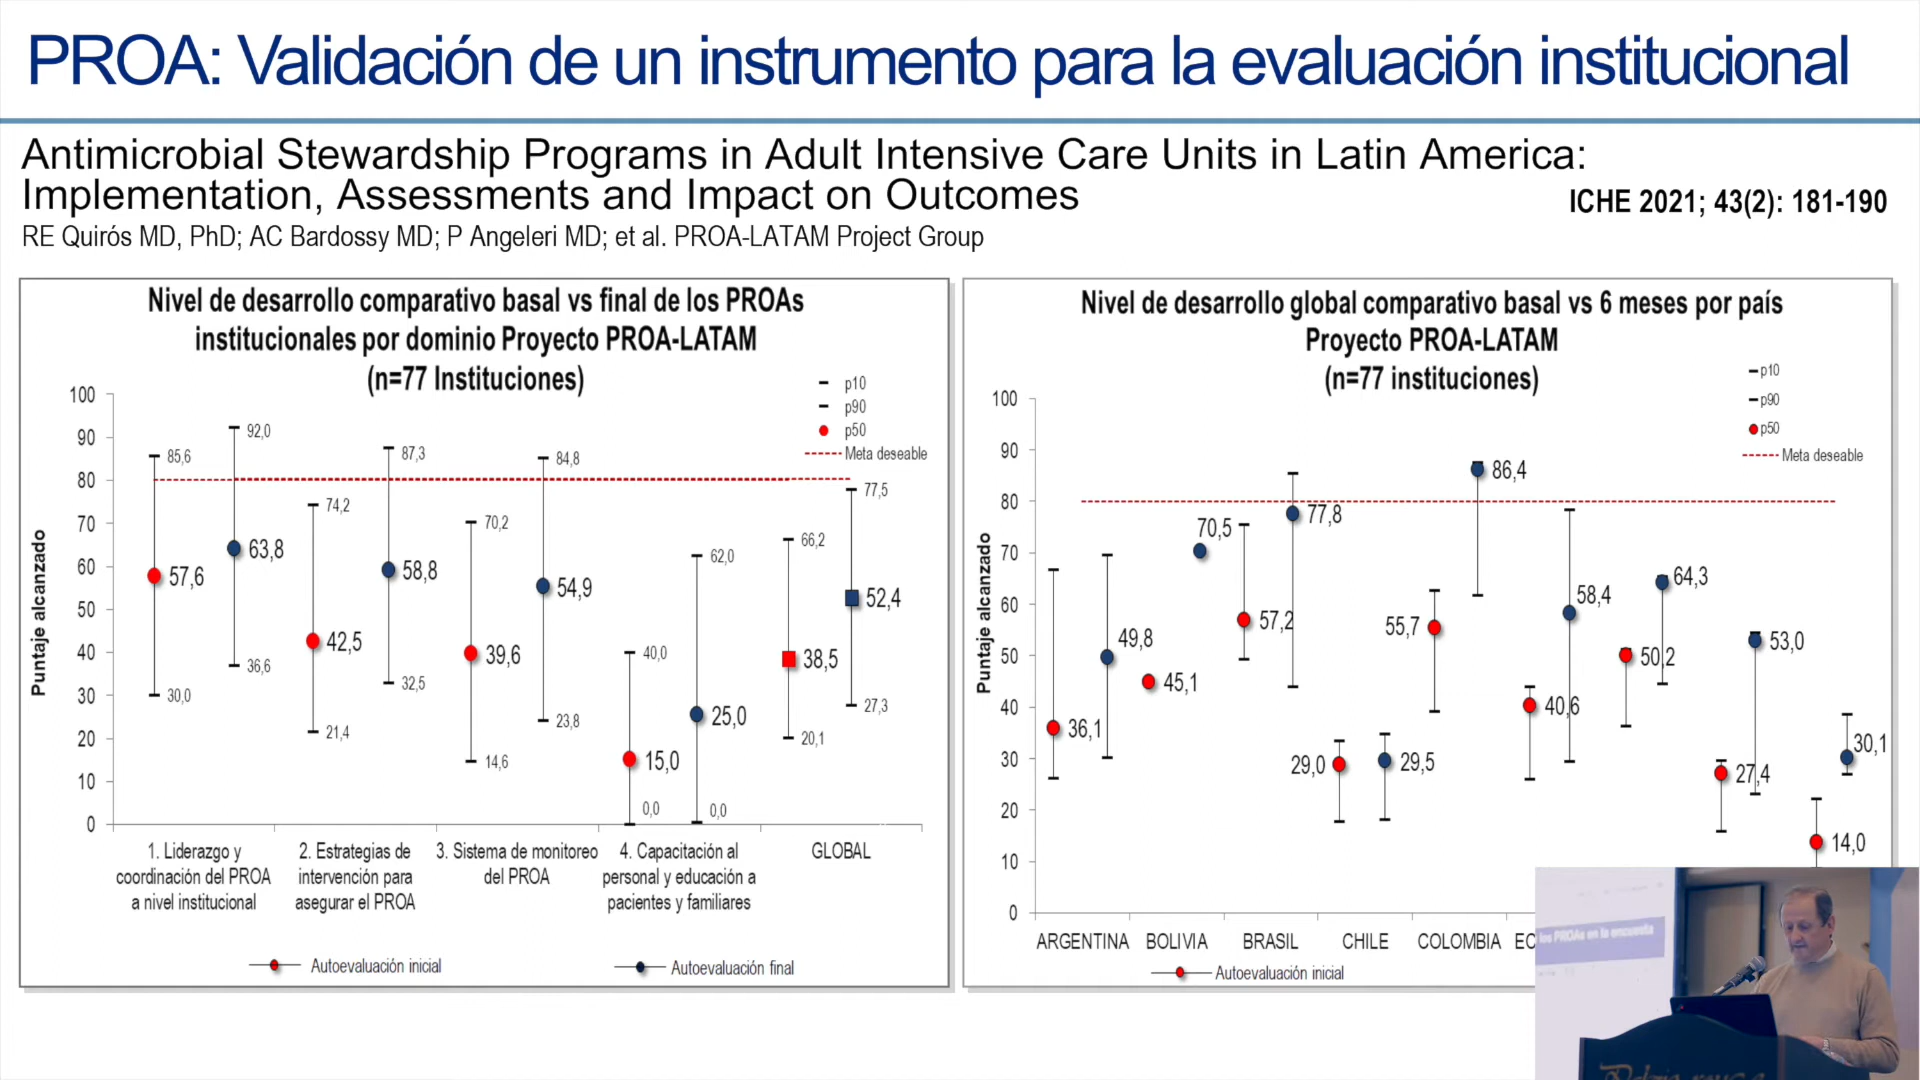 PROA: Validación de un instrumento para la evaluación institucional
Antimicrobial Stewardship Programs in Adult Intensive Care Units in Latin America:
Implementation, Assessments and Impact on Outcomes
ICHE 2021; 43(2): 181-190
RE Quirós MD, PhD; AC Bardossy MD; P Angeleri MD; et al. PROA-LATAM Project Group
Nivel de desarrollo comparativo basal vs final de los PROAs
institucionales por dominio Proyecto PROA-LATAM
(n=77 Instituciones)
p10
p90
p50
Meta deseable
Puntaje alcanzado
100
90
80
70
60
50
40
30
20
10
0
85,6
57,6
30,0
92,0
63,8
36,6
74,2
42,5
21,4
87,3
58,8
32,5
70,2
39,6
14,6
84,8
54,9
23,8
40,0
15,0
0,0
62,0
25,0
0,0
66,2
38,5
20,1
77,5
52,4
27,3
1. Liderazgo y
coordinación del PROA
a nivel institucional
2. Estrategias de
intervención para
asegurar el PROA
3. Sistema de monitoreo
del PROA
4. Capacitación al
personal y educación a
pacientes y familiares
GLOBAL
Autoevaluación inicial
Autoevaluación final
Nivel de desarrollo global comparativo basal vs 6 meses por país
Proyecto PROA-LATAM
(n=77 instituciones)
p10
p90
p50
Meta deseable
Puntaje alcanzado
100
90
80
70
60
50
40
30
20
10
0
36,1
49,8
45,1
70,5
57,2
77,8
29,0
29,5
55,7
86,4
40,6
58,4
50,2
64,3
27,4
53,0
14,0
30,1
ARGENTINA
BOLIVIA
BRASIL
CHILE
COLOMBIA
EC
Autoevaluación inicial
los PROAs en la encuesta